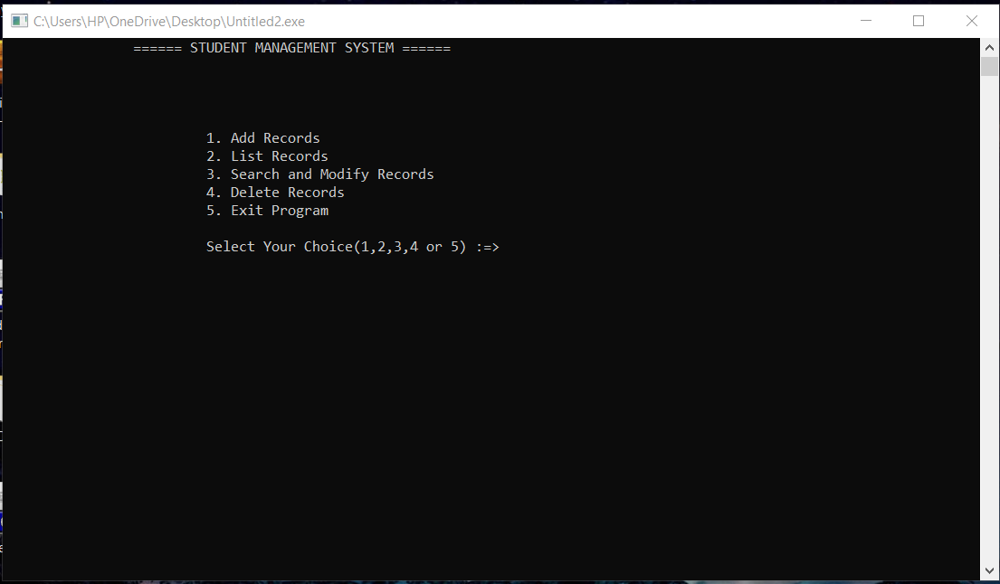 C:\Users\HP\OneDrive\Desktop\Untitled2.exe
====== STUDENT MANAGEMENT SYSTEM ======
1. Add Records
2. List Records
3. Search and Modify Records
4. Delete Records
5. Exit Program
Select Your Choice(1,2,3,4 or 5) :=>